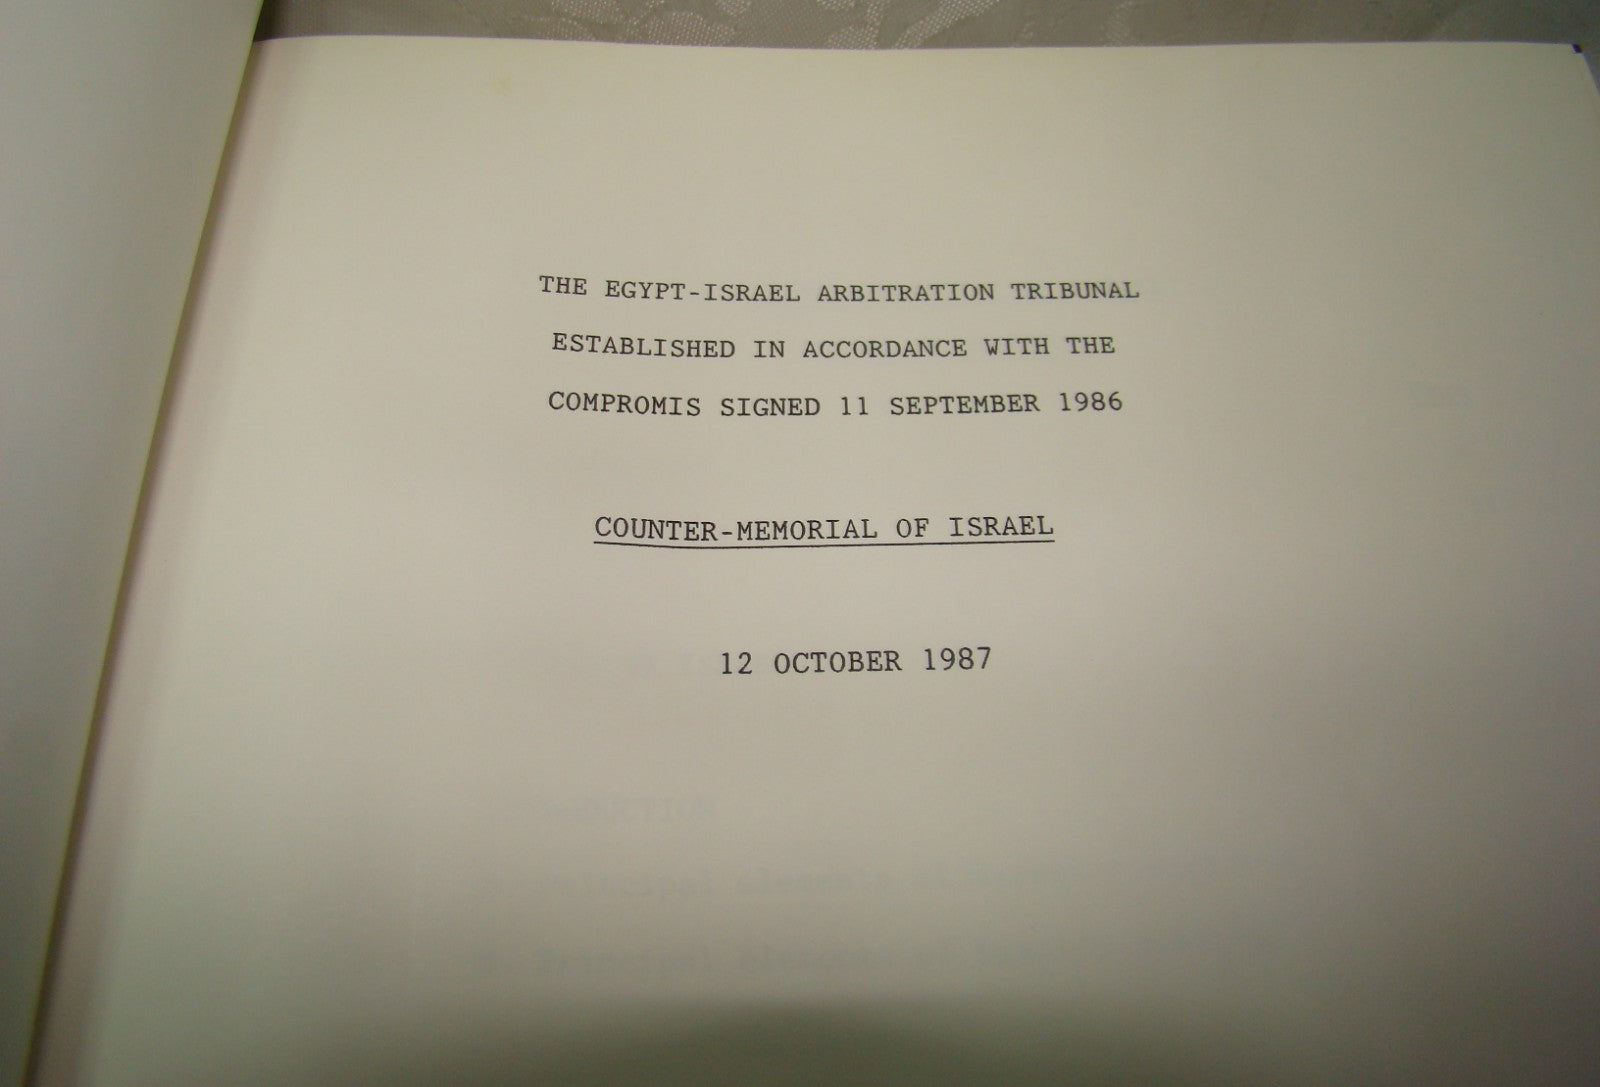 THE EGYPT-ISRAEL ARBITRATION TRIBUNAL
ESTABLISHED IN ACCORDANCE WITH THE
COMPROMIS SIGNED 11 SEPTEMBER 1986
COUNTER-MEMORIAL OF ISRAEL
12 OCTOBER 1987